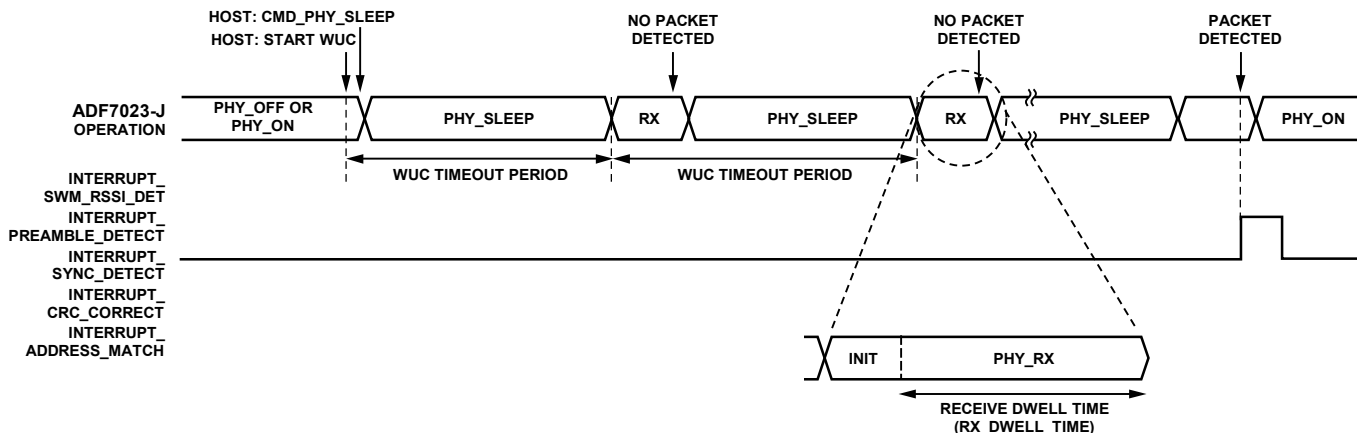 HOST: CMD_PHY_SLEEP
HOST: START WUC
NO PACKET
DETECTED
NO PACKET
DETECTED
PACKET
DETECTED
ADF7023-J
OPERATION
PHY_OFF OR
PHY_ON
PHY_SLEEP
RX
PHY_SLEEP
RX
PHY_SLEEP
PHY_ON
WUC TIMEOUT PERIOD
WUC TIMEOUT PERIOD
INTERRUPT_
SWM_RSSI_DET
INTERRUPT_
PREAMBLE_DETECT
INTERRUPT_
SYNC_DETECT
INTERRUPT_
CRC_CORRECT
INTERRUPT_
ADDRESS_MATCH
INIT
PHY_RX
RECEIVE DWELL TIME
(RX_DWELL_TIME)